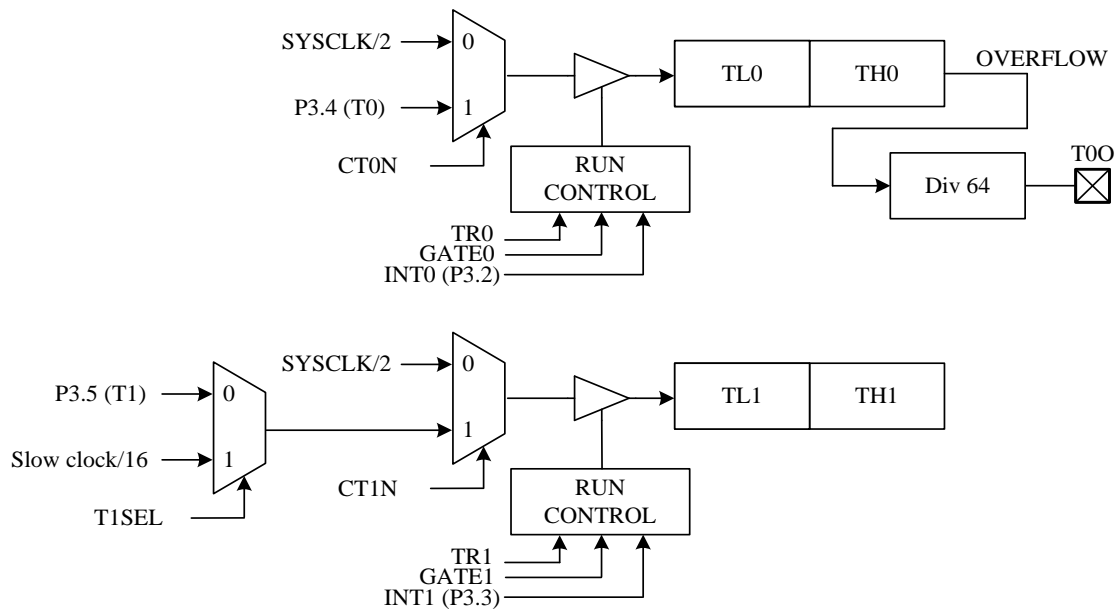 SYSCLK/2
0
TL0
TH0
OVERFLOW
P3.4 (T0)
1
T0O
CT0N
RUN
CONTROL
Div 64
TR0
GATE0
INT0 (P3.2)
SYSCLK/2
0
P3.5 (T1)
0
TL1
TH1
1
Slow clock/16
1
CT1N
RUN
CONTROL
T1SEL
TR1
GATE1
INT1 (P3.3)